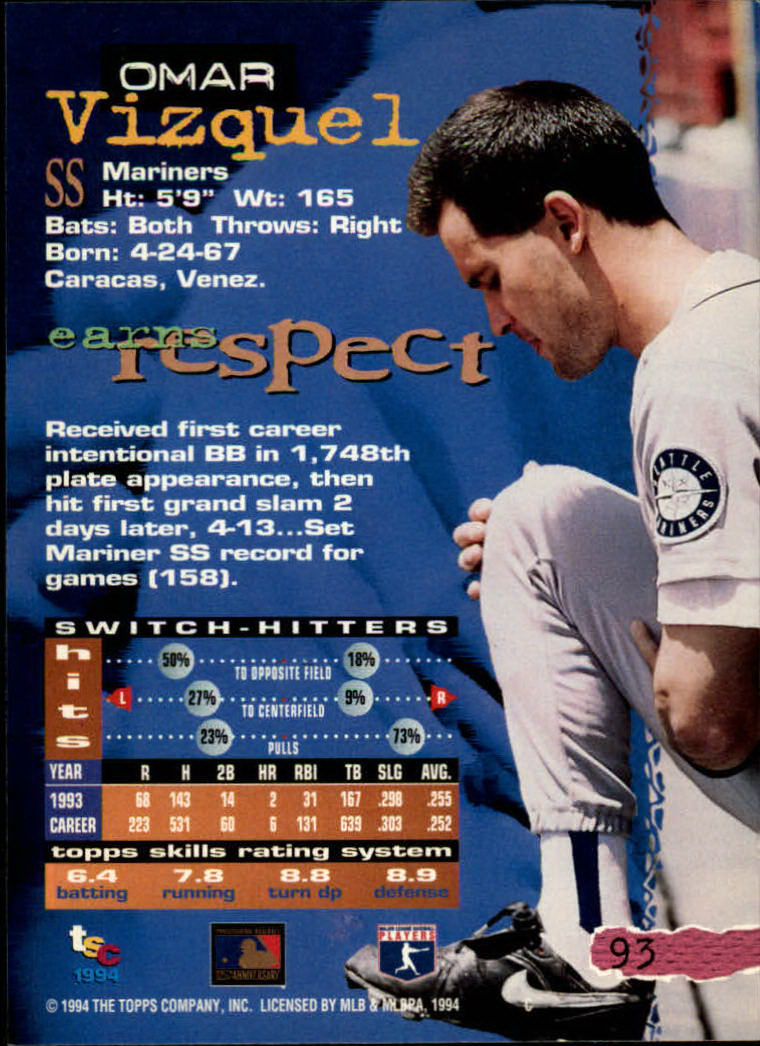 OMAR
Vizquel
SS Mariners
Ht: 5'9" Wt: 165
Bats: Both Throws: Right
Born: 4-24-67
Caracas, Venez.
earns
respect
Received first career
intentional BB in 1,748th
plate appearance, then
hit first grand slam 2
days later, 4-13...Set
Mariner SS record for
games (158).
SWITCH-HITTERS
hits
50% 18%
TO OPPOSITE FIELD
L 27% 9% R
TO CENTERFIELD
23% 73%
PULLS
YEAR R H 2B HR RBI TB SLG AVG.
1993 68 143 14 2 31 167 .298 .255
CAREER 223 531 60 6 131 639 .303 .252
topps skills rating system
6.4 7.8 8.8 8.9
batting running turn dp defense
SEATTLE
MARINERS
tsc
1994
ANNIVERSARY
MAJOR LEAGUE BASEBALL
PLAYERS
93
© 1994 THE TOPPS COMPANY, INC. LICENSED BY MLB & MLBPA, 1994
C